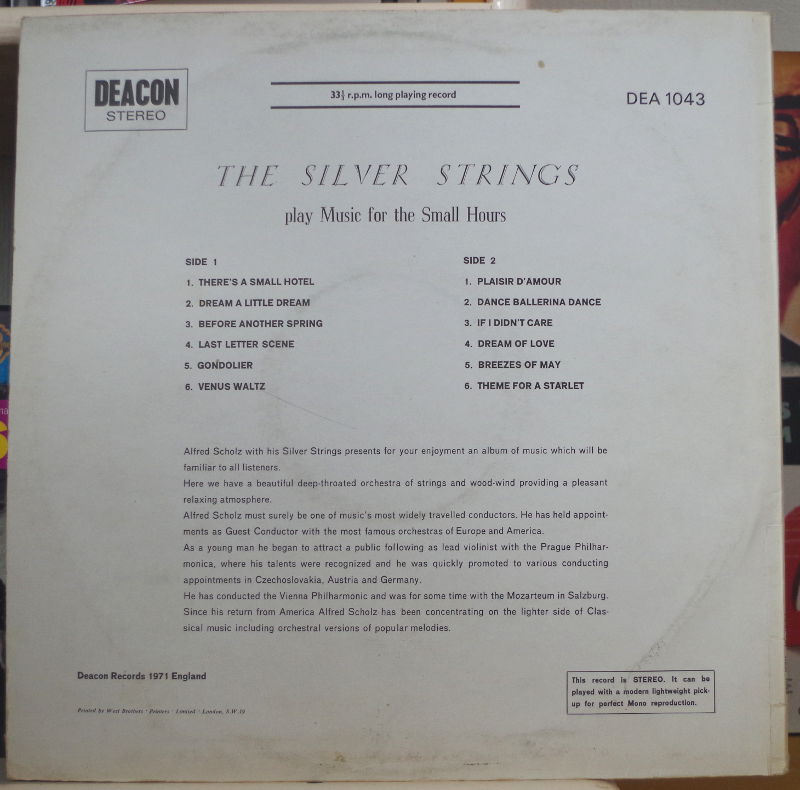 DEACON
STEREO
33⅓ r.p.m. long playing record
DEA 1043
THE SILVER STRINGS
play Music for the Small Hours
SIDE 1
1. THERE'S A SMALL HOTEL
2. DREAM A LITTLE DREAM
3. BEFORE ANOTHER SPRING
4. LAST LETTER SCENE
5. GONDOLIER
6. VENUS WALTZ
SIDE 2
1. PLAISIR D'AMOUR
2. DANCE BALLERINA DANCE
3. IF I DIDN'T CARE
4. DREAM OF LOVE
5. BREEZES OF MAY
6. THEME FOR A STARLET
Alfred Scholz with his Silver Strings presents for your enjoyment an album of music which will be
familiar to all listeners.
Here we have a beautiful deep-throated orchestra of strings and wood-wind providing a pleasant
relaxing atmosphere.
Alfred Scholz must surely be one of music's most widely travelled conductors. He has held appoint-
ments as Guest Conductor with the most famous orchestras of Europe and America.
As a young man he began to attract a public following as lead violinist with the Prague Philhar-
monica, where his talents were recognized and he was quickly promoted to various conducting
appointments in Czechoslovakia, Austria and Germany.
He has conducted the Vienna Philharmonic and was for some time with the Mozarteum in Salzburg.
Since his return from America Alfred Scholz has been concentrating on the lighter side of Clas-
sical music including orchestral versions of popular melodies.
Deacon Records 1971 England
Printed by West Brothers · Printers · Limited · London, S.W.19
This record is STEREO. It can be
played with a modern lightweight pick-
up for perfect Mono reproduction.